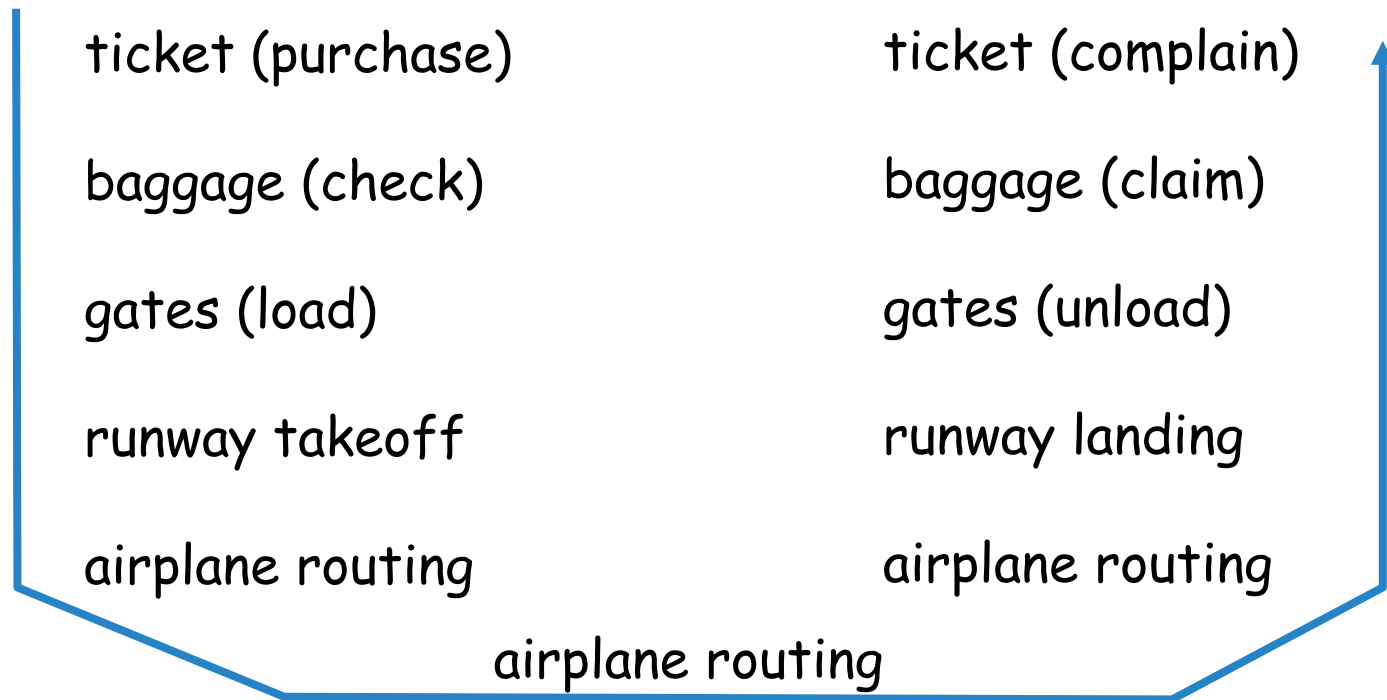 ticket (purchase)
baggage (check)
gates (load)
runway takeoff
airplane routing
airplane routing
ticket (complain)
baggage (claim)
gates (unload)
runway landing
airplane routing